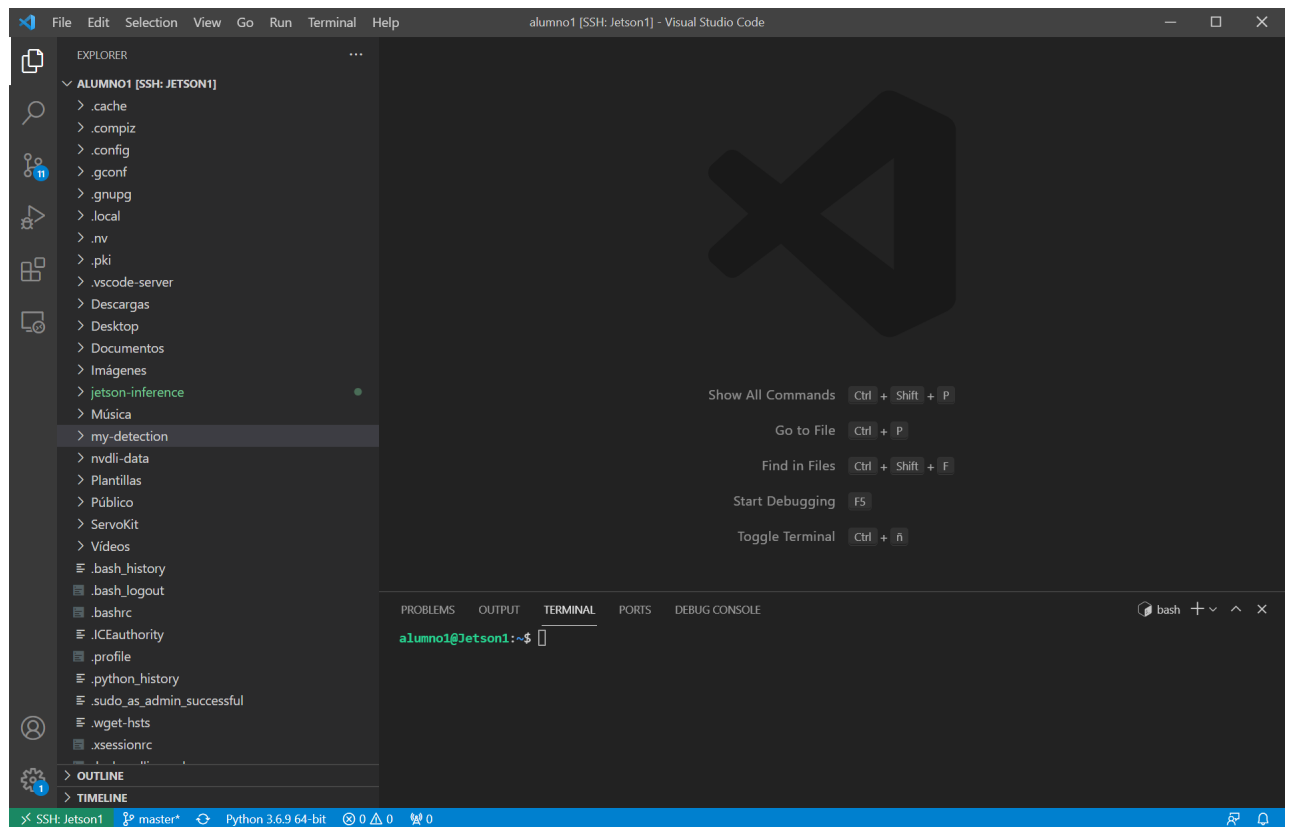 File Edit Selection View Go Run Terminal Help alumno1 [SSH: Jetson1] - Visual Studio Code
EXPLORER
ALUMNO1 [SSH: JETSON1]
.cache
.compiz
.config
.gconf
.gnupg
.local
.nv
.pki
.vscode-server
Descargas
Desktop
Documentos
Imágenes
jetson-inference
Música
my-detection
nvdli-data
Plantillas
Público
ServoKit
Vídeos
.bash_history
.bash_logout
.bashrc
.ICEauthority
.profile
.python_history
.sudo_as_admin_successful
.wget-hsts
.xsessionrc
OUTLINE
TIMELINE
11
1
Show All Commands Ctrl + Shift + P
Go to File Ctrl + P
Find in Files Ctrl + Shift + F
Start Debugging F5
Toggle Terminal Ctrl + ñ
PROBLEMS OUTPUT TERMINAL PORTS DEBUG CONSOLE bash
alumno1@Jetson1:~$
SSH: Jetson1 master* Python 3.6.9 64-bit 0 0 0